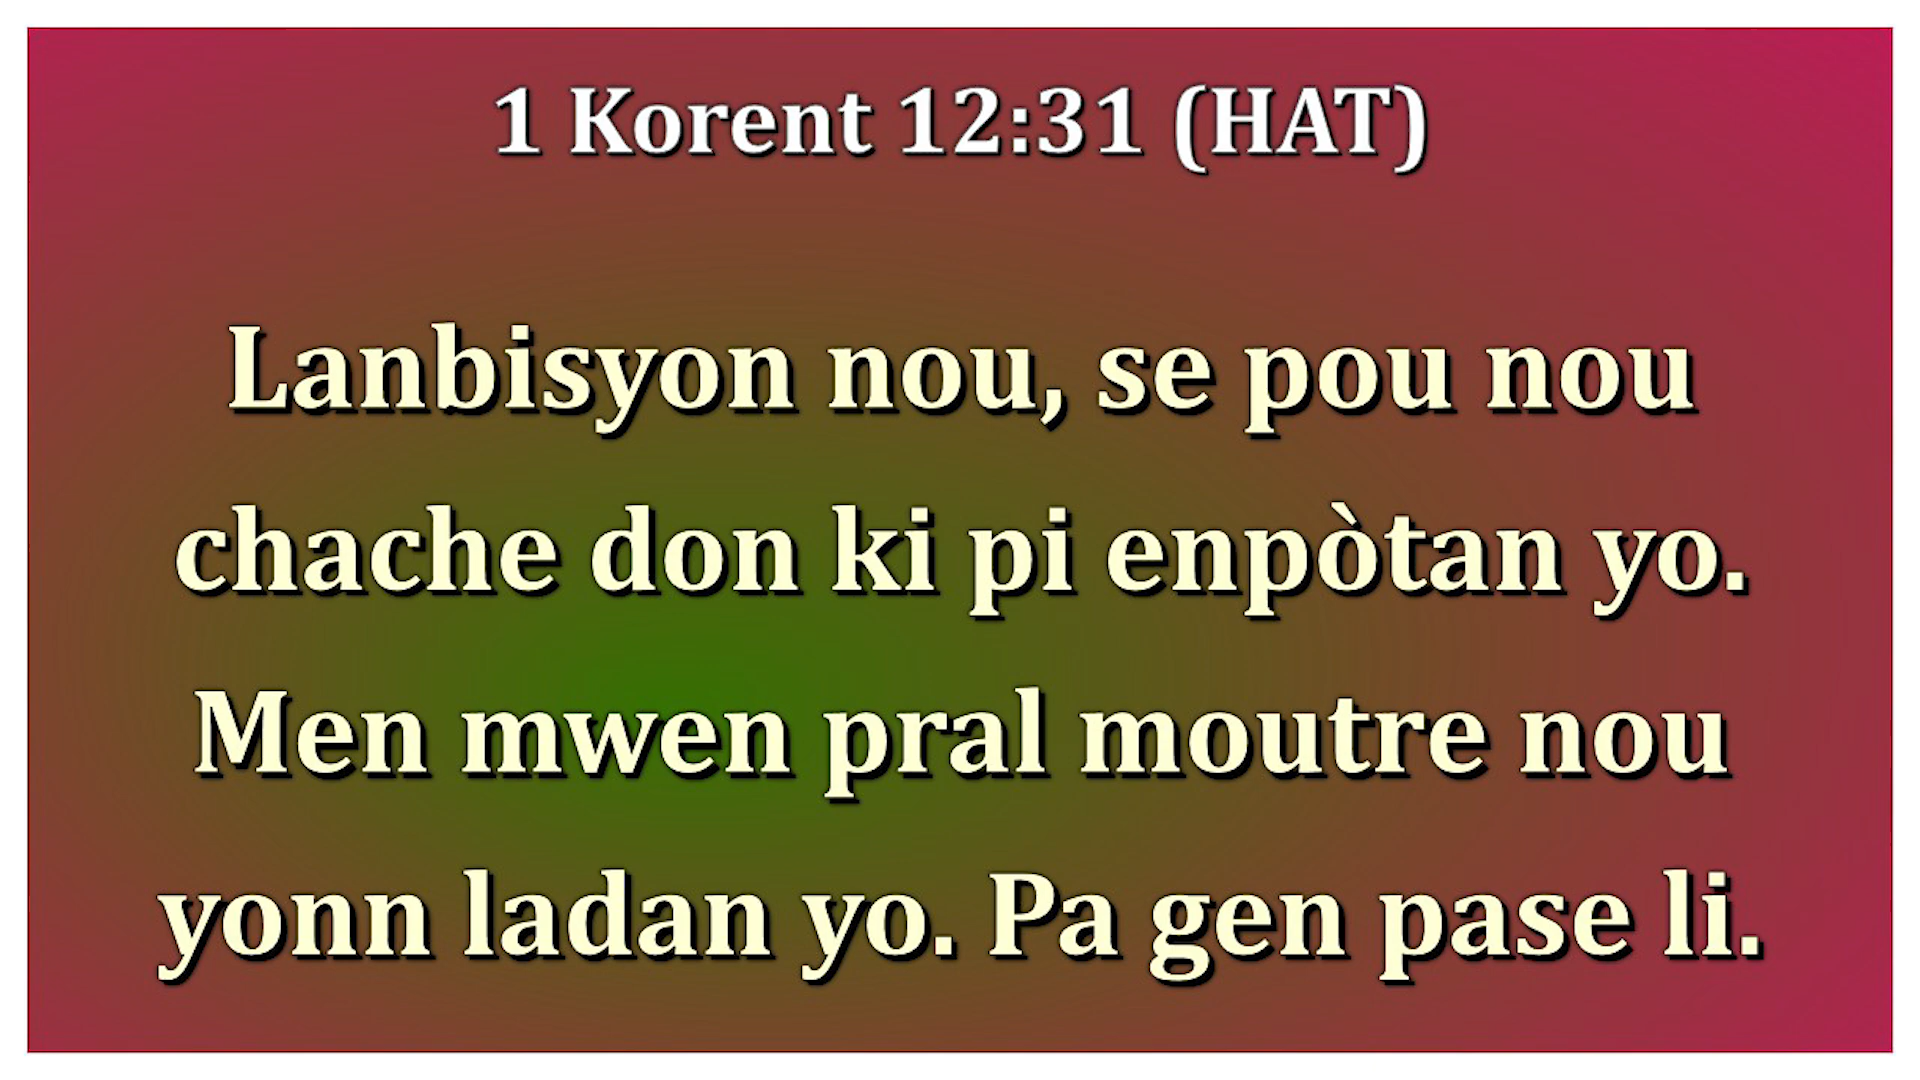 1 Korent 12:31 (HAT)
Lanbisyon nou, se pou nou
chache don ki pi enpòtan yo.
Men mwen pral moutre nou
yonn ladan yo. Pa gen pase li.